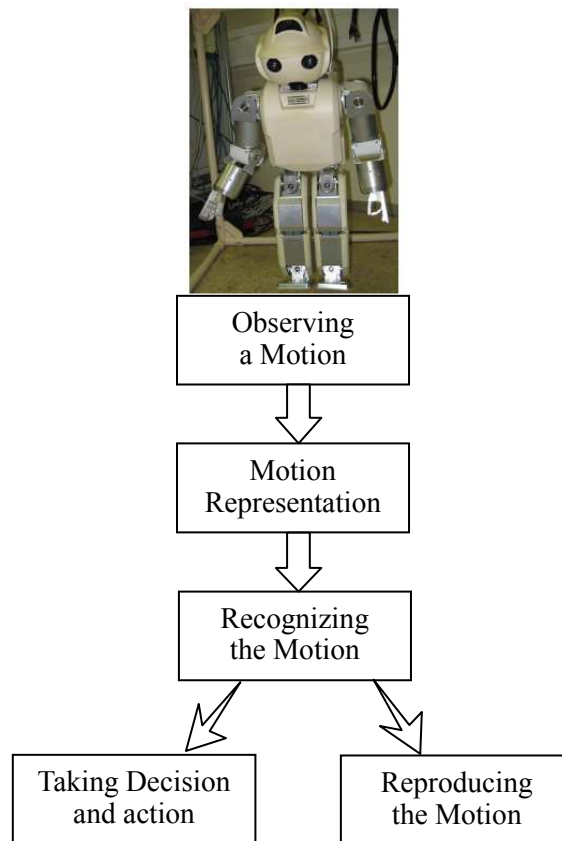 Observing
a Motion
Motion
Representation
Recognizing
the Motion
Taking Decision
and action
Reproducing
the Motion